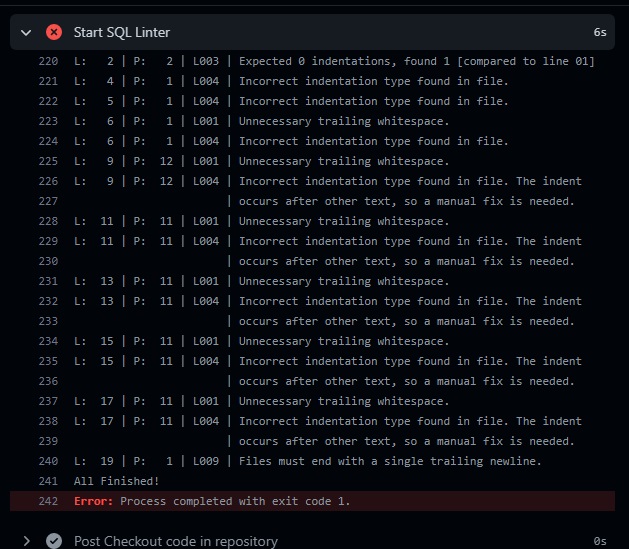 Start SQL Linter 6s
220 L: 2 | P: 2 | L003 | Expected 0 indentations, found 1 [compared to line 01]
221 L: 4 | P: 1 | L004 | Incorrect indentation type found in file.
222 L: 5 | P: 1 | L004 | Incorrect indentation type found in file.
223 L: 6 | P: 1 | L001 | Unnecessary trailing whitespace.
224 L: 6 | P: 1 | L004 | Incorrect indentation type found in file.
225 L: 9 | P: 12 | L001 | Unnecessary trailing whitespace.
226 L: 9 | P: 12 | L004 | Incorrect indentation type found in file. The indent
227 | occurs after other text, so a manual fix is needed.
228 L: 11 | P: 11 | L001 | Unnecessary trailing whitespace.
229 L: 11 | P: 11 | L004 | Incorrect indentation type found in file. The indent
230 | occurs after other text, so a manual fix is needed.
231 L: 13 | P: 11 | L001 | Unnecessary trailing whitespace.
232 L: 13 | P: 11 | L004 | Incorrect indentation type found in file. The indent
233 | occurs after other text, so a manual fix is needed.
234 L: 15 | P: 11 | L001 | Unnecessary trailing whitespace.
235 L: 15 | P: 11 | L004 | Incorrect indentation type found in file. The indent
236 | occurs after other text, so a manual fix is needed.
237 L: 17 | P: 11 | L001 | Unnecessary trailing whitespace.
238 L: 17 | P: 11 | L004 | Incorrect indentation type found in file. The indent
239 | occurs after other text, so a manual fix is needed.
240 L: 19 | P: 1 | L009 | Files must end with a single trailing newline.
241 All Finished!
242 Error: Process completed with exit code 1.
Post Checkout code in repository 0s